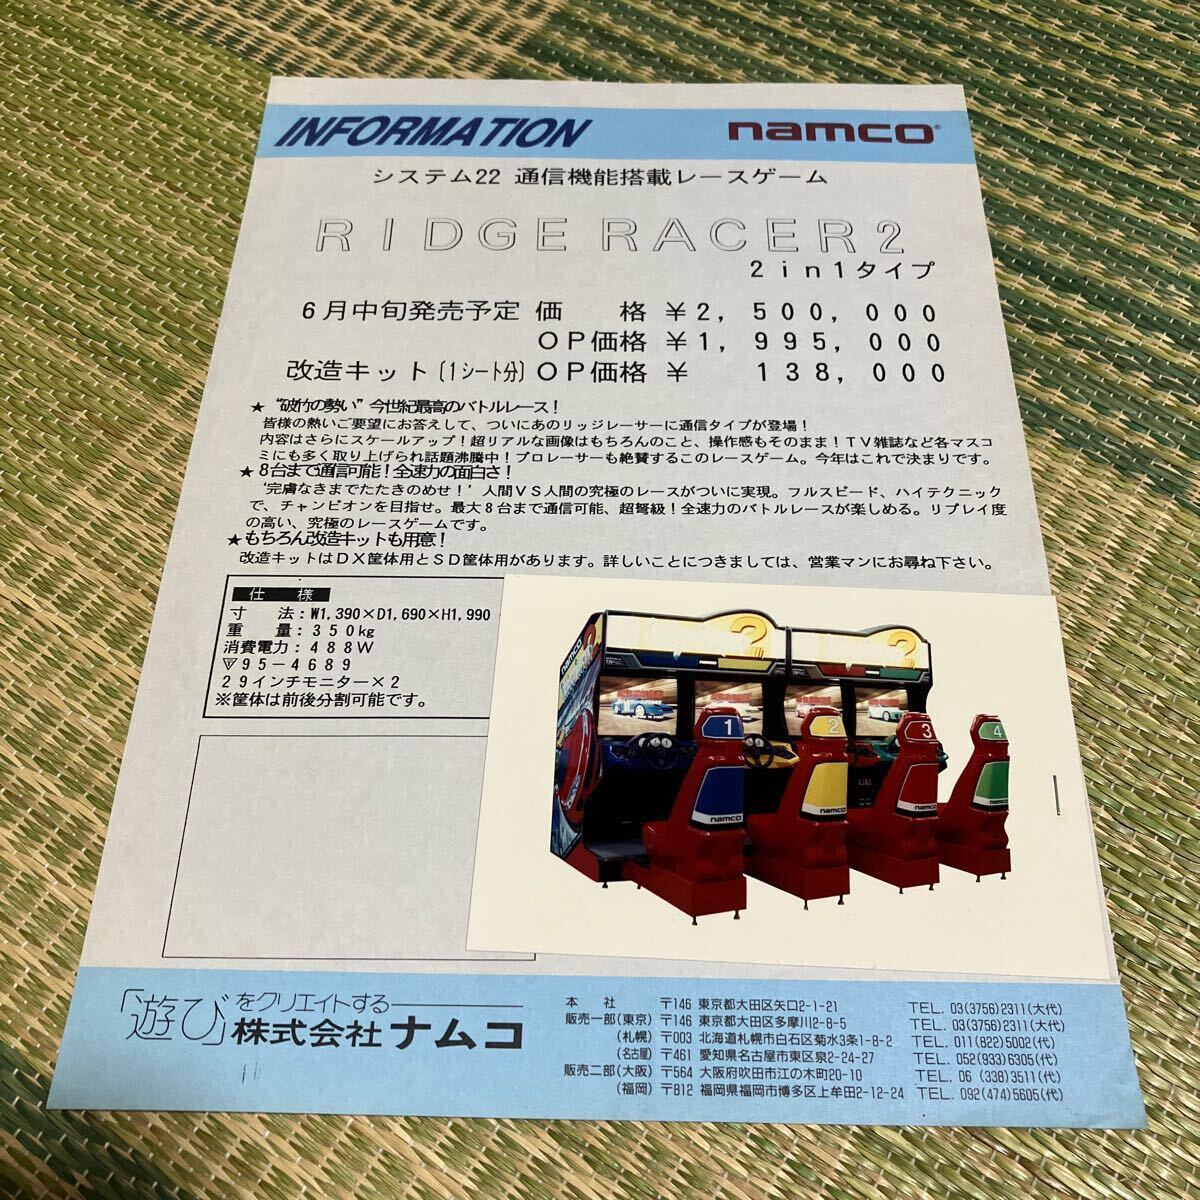 INFORMATION namco
システム22 通信機能搭載レースゲーム
RIDGE RACER2
2in1タイプ
6月中旬発売予定 価 格 ¥2,500,000
OP価格 ¥1,995,000
改造キット(1シート分) OP価格 ¥ 138,000
★ "破竹の勢い"今世紀最高のバトルレース!
皆様の熱いご要望にお答えして、ついにあのリッジレーサーに通信タイプが登場!
内容はさらにスケールアップ!超リアルな画像はもちろんのこと、操作感もそのまま!TV雑誌など各マスコ
ミにも多く取り上げられ話題沸騰中!プロレーサーも絶賛するこのレースゲーム。今年はこれで決まりです。
★ 8台まで通信可能!全速力の面白さ!
'完膚なきまでたたきのめせ!'人間VS人間の究極のレースがついに実現。フルスピード、ハイテクニック
で、チャンピオンを目指せ。最大8台まで通信可能、超弩級!全速力のバトルレースが楽しめる。リプレイ度
の高い、究極のレースゲームです。
★もちろん改造キットも用意!
改造キットはDX筐体用とSD筐体用があります。詳しいことにつきましては、営業マンにお尋ね下さい。
仕 様
寸 法:W1,390×D1,690×H1,990
重 量:350kg
消費電力:488W
95-4689
29インチモニター×2
※筐体は前後分割可能です。
namco
2
2
1
2
3
4
namco
namco
namco
namco
「遊び」をクリエイトする
株式会社 ナムコ
本 社 〒146 東京都大田区矢口2-1-21 TEL. 03(3756)2311(大代)
販売一部(東京) 〒146 東京都大田区多摩川2-8-5 TEL. 03(3756)2311(大代)
(札幌) 〒003 北海道札幌市白石区菊水3条1-8-2 TEL. 011(822)5002(代)
(名古屋) 〒461 愛知県名古屋市東区泉2-24-27 TEL. 052(933)6305(代)
販売二部(大阪) 〒564 大阪府吹田市江の木町20-10 TEL. 06 (338)3511(代)
(福岡) 〒812 福岡県福岡市博多区上牟田2-12-24 TEL. 092(474)5605(代)